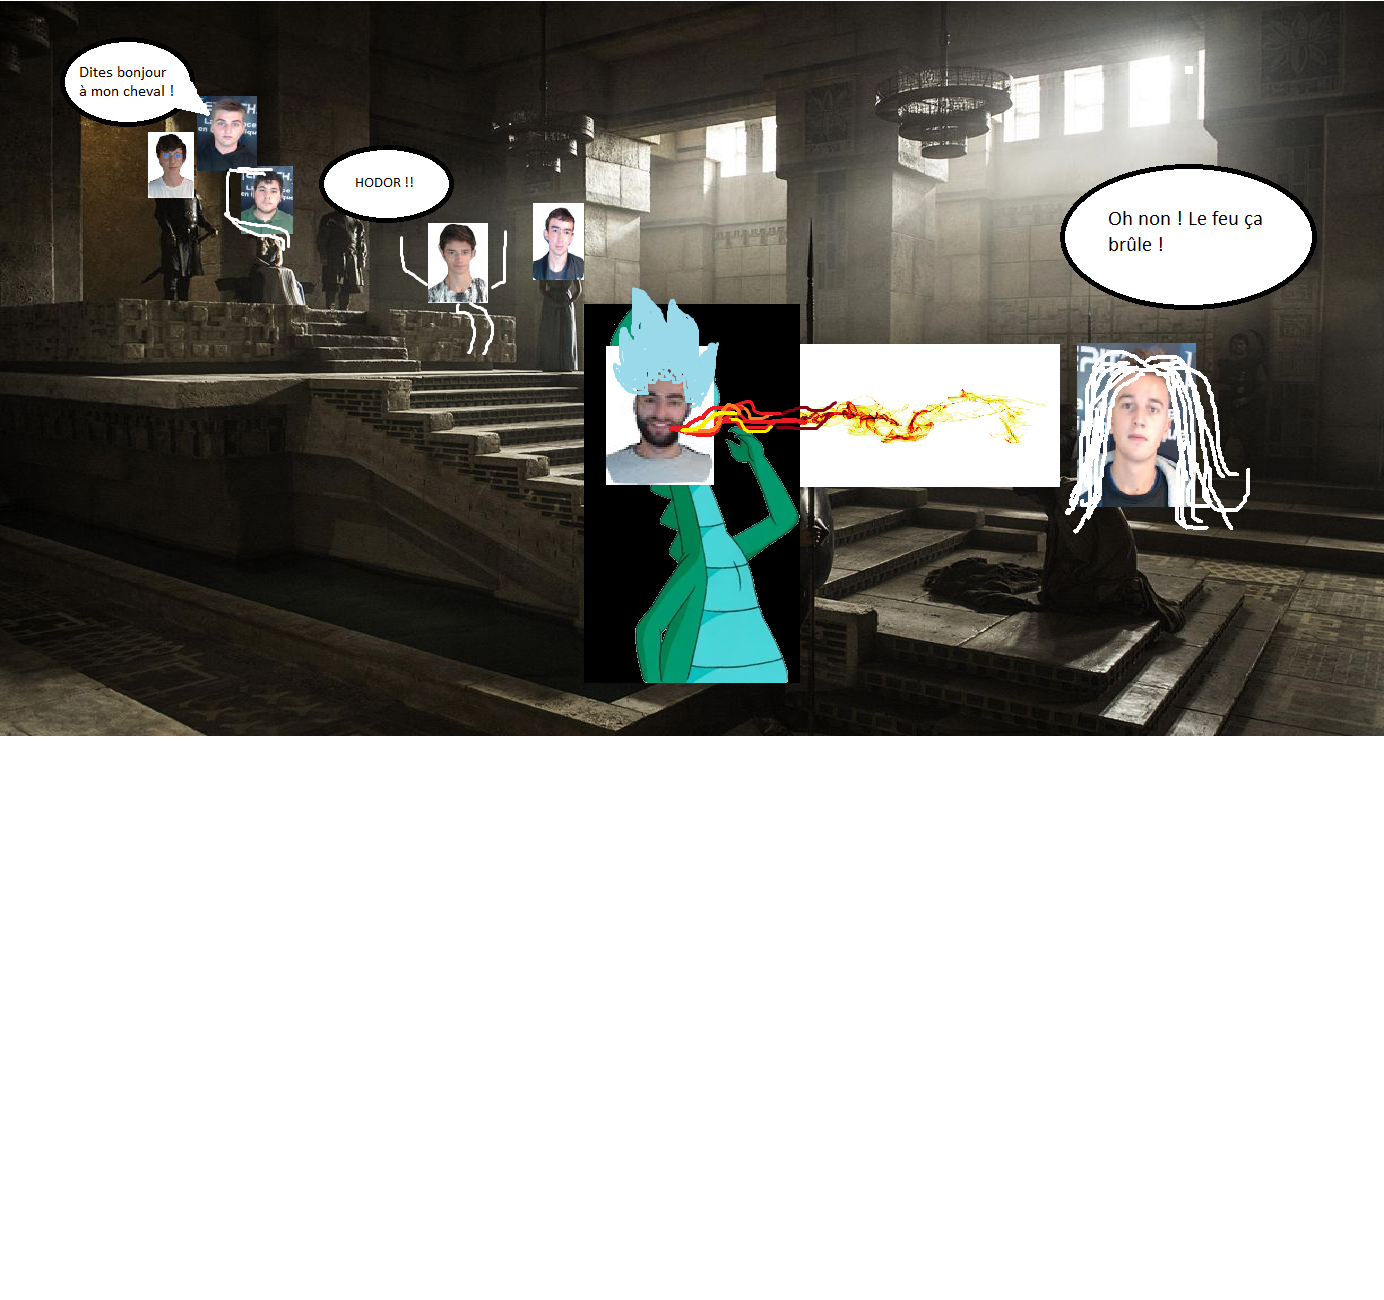 Dites bonjour
à mon cheval !
HODOR !!
Oh non ! Le feu ça
brûle !